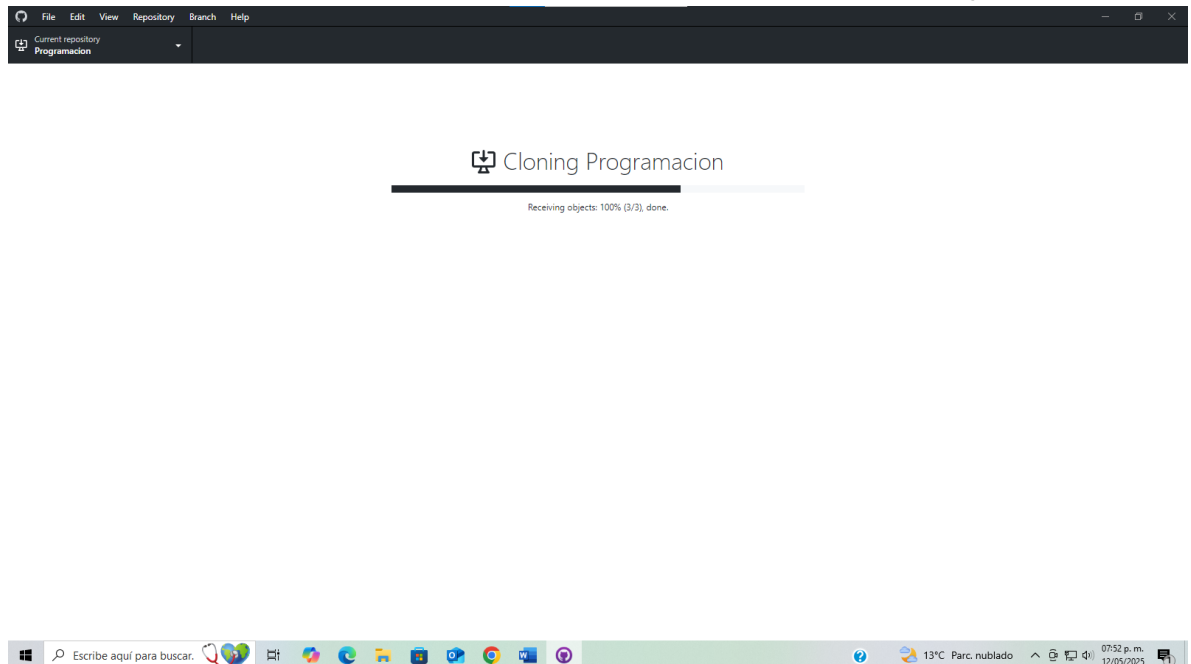 File Edit View Repository Branch Help
Current repository
Programacion
Cloning Programacion
Receiving objects: 100% (3/3), done.
Escribe aquí para buscar.
13°C Parc. nublado
07:52 p. m.
12/05/2025